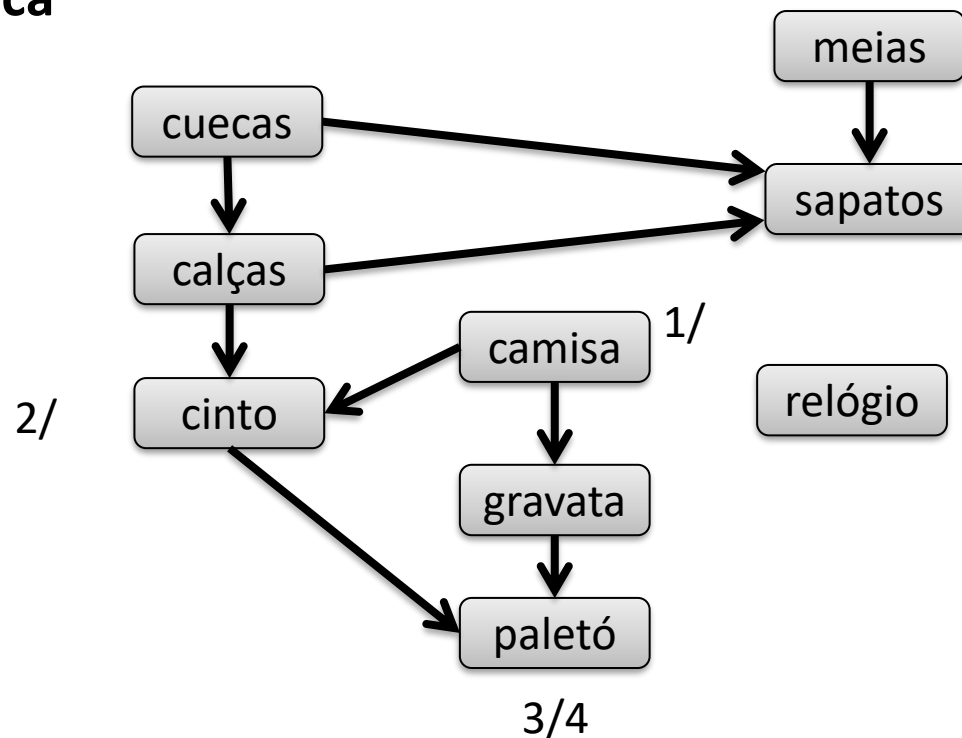 ca
meias
cuecas
sapatos
calças
camisa
1/
relógio
2/
cinto
gravata
paletó
3/4